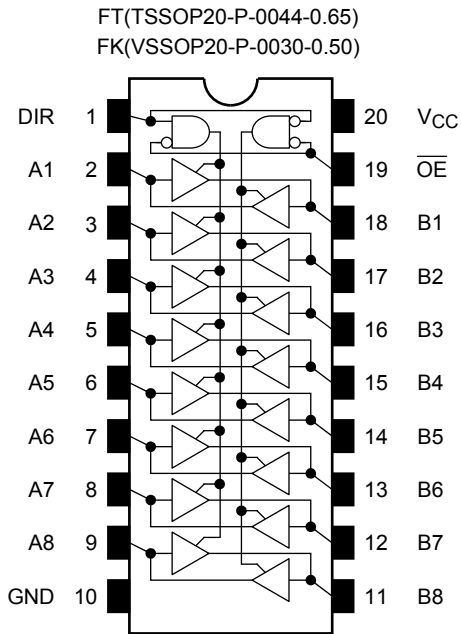 FT(TSSOP20-P-0044-0.65)
FK(VSSOP20-P-0030-0.50)
DIR 1 20 VCC
A1 2 19 OE
A2 3 18 B1
A3 4 17 B2
A4 5 16 B3
A5 6 15 B4
A6 7 14 B5
A7 8 13 B6
A8 9 12 B7
GND 10 11 B8